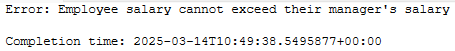 Error: Employee salary cannot exceed their manager's salary
Completion time: 2025-03-14T10:49:38.5495877+00:00